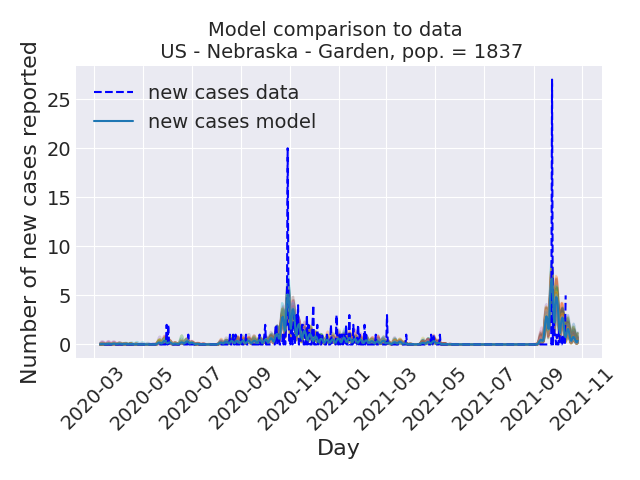 Model comparison to data
US - Nebraska - Garden, pop. = 1837
new cases data
new cases model
Number of new cases reported
25
20
15
10
5
0
2020-03
2020-05
2020-07
2020-09
2020-11
2021-01
2021-03
2021-05
2021-07
2021-09
2021-11
Day